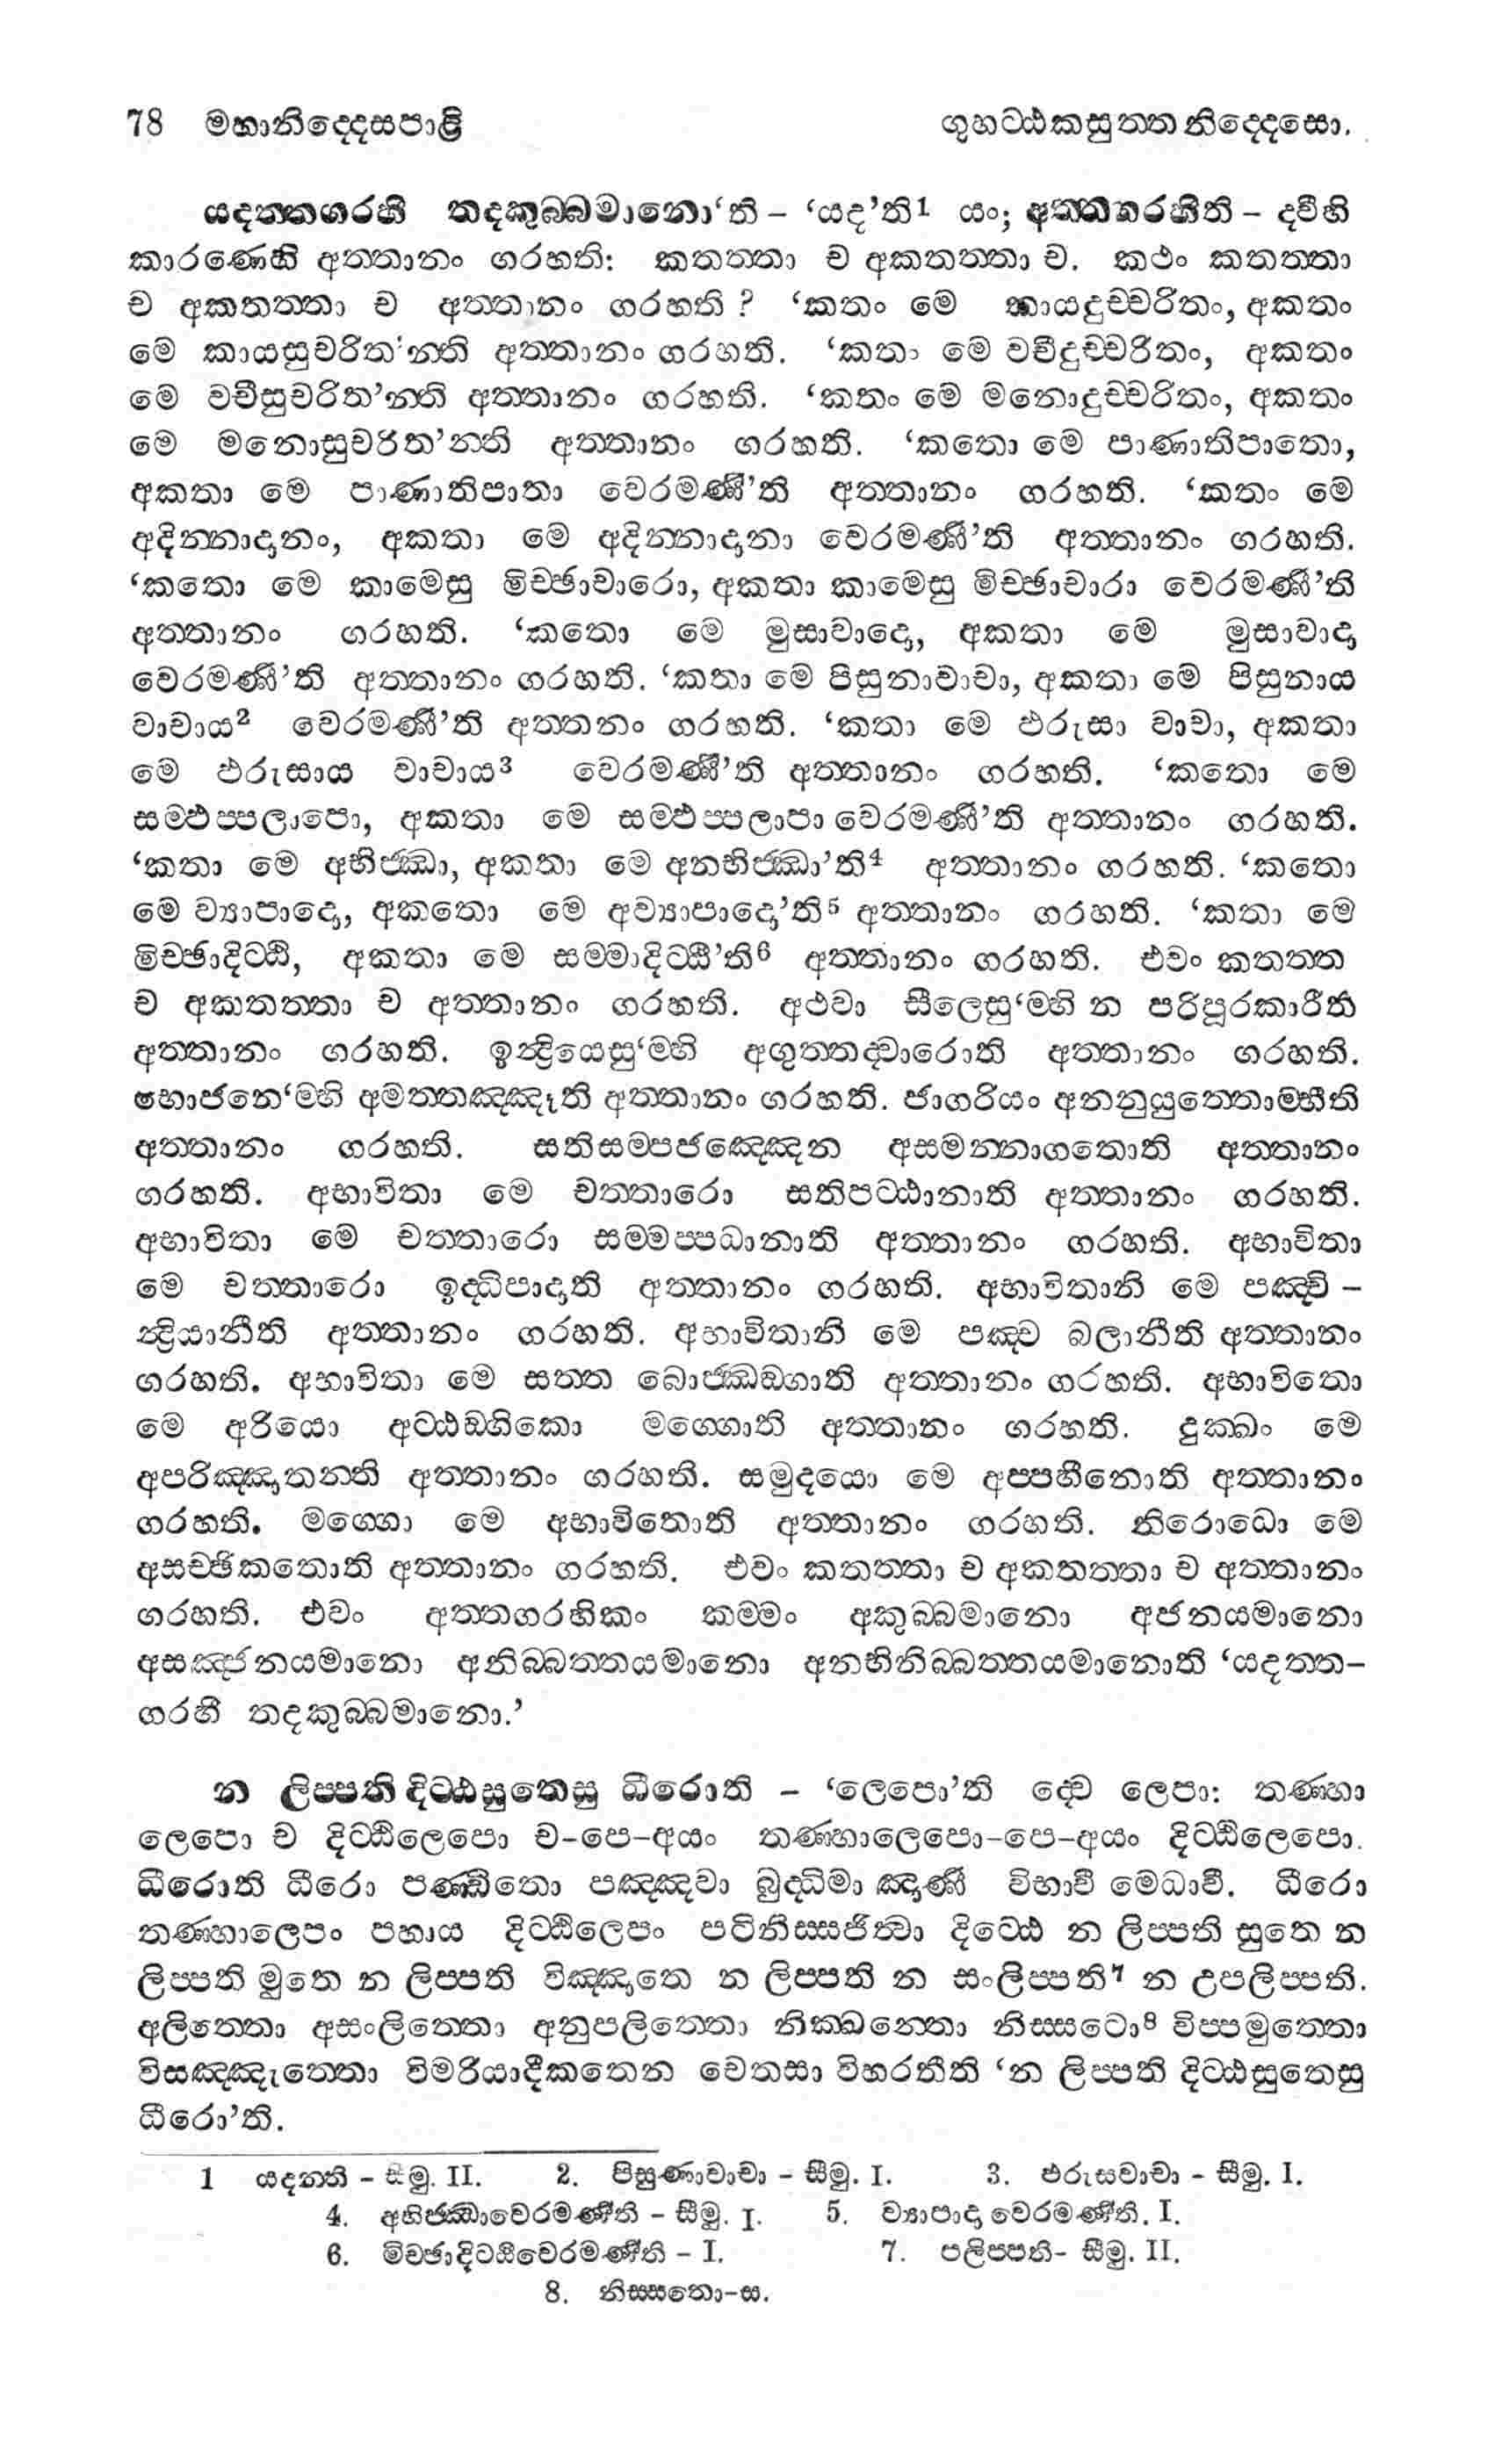 78 මහානිද්දෙසපාළි ගුහට්ඨකසුත්තනිද්දෙසො.
යදත්තගරහී තදකුබ්බමානො‘ති – ‘යද’ති1 යං; අත්තගරහීති – ද්වීහි
කාරණෙහි අත්තානං ගරහති: කතත්තා ච අකතත්තා ච. කථං කතත්තා
ච අකතත්තා ච අත්තානං ගරහති ? ‘කතං මෙ කායදුච්චරිතං, අකතං
මෙ කායසුචරිත’න්ති අත්තානං ගරහති. ‘කතං මෙ වචීදුච්චරිතං, අකතං
මෙ වචීසුචරිත’න්ති අත්තානං ගරහති. ‘කතං මෙ මනොදුච්චරිතං, අකතං
මෙ මනොසුචරිත’න්ති අත්තානං ගරහති. ‘කතො මෙ පාණාතිපාතො,
අකතා මෙ පාණාතිපාතා වෙරමණී’ති අත්තානං ගරහති. ‘කතං මෙ
අදින්නාදානං, අකතා මෙ අදින්නාදානා වෙරමණී’ති අත්තානං ගරහති.
‘කතො මෙ කාමෙසු මිච්ඡාචාරො, අකතා කාමෙසු මිච්ඡාචාරා වෙරමණී’ති
අත්තානං ගරහති. ‘කතො මෙ මුසාවාදො, අකතා මෙ මුසාවාදා
වෙරමණී’ති අත්තානං ගරහති. ‘කතා මෙ පිසුනාවාචා, අකතා මෙ පිසුනාය
වාචාය2 වෙරමණී’ති අත්තනං ගරහති. ‘කතා මෙ ඵරුසා වාචා, අකතා
මෙ ඵරුසාය වාචාය3 වෙරමණී’ති අත්තානං ගරහති. ‘කතො මෙ
සම්ඵප්පලාපො, අකතා මෙ සම්ඵප්පලාපා වෙරමණී’ති අත්තානං ගරහති.
‘කතා මෙ අභිජ්ඣා, අකතා මෙ අනභිජ්ඣා’ති4 අත්තානං ගරහති. ‘කතො
මෙ ව්‍යාපාදො, අකතො මෙ අව්‍යාපාදො’ති5 අත්තානං ගරහති. ‘කතා මෙ
මිච්ඡාදිට්ඨි, අකතා මෙ සම්මාදිට්ඨී’ති6 අත්තානං ගරහති. එවං කතත්ත
ච අකතත්තා ච අත්තානං ගරහති. අථවා සීලෙසු‘ම්හි න පරිපූරකාරීති
අත්තානං ගරහති. ඉන්ද්‍රියෙසු‘ම්හි අගුත්තද්වාරොති අත්තානං ගරහති.
භොජනෙ‘ම්හි අමත්තඤ්ඤූති අත්තානං ගරහති. ජාගරියං අනනුයුත්තොම්හීති
අත්තානං ගරහති. සතිසම්පජඤ්ඤෙන අසමන්නාගතොති අත්තානං
ගරහති. අභාවිතා මෙ චත්තාරො සතිපට්ඨානාති අත්තානං ගරහති.
අභාවිතා මෙ චත්තාරො සම්මප්පධානාති අත්තානං ගරහති. අභාවිතා
මෙ චත්තාරො ඉද්ධිපාදාති අත්තානං ගරහති. අභාවිතානි මෙ පඤ්චි –
න්ද්‍රියානීති අත්තානං ගරහති. අභාවිතානි මෙ පඤ්ච බලානීති අත්තානං
ගරහති. අභාවිතා මෙ සත්ත බොජ්ඣඞ්ගාති අත්තානං ගරහති. අභාවිතො
මෙ අරියො අට්ඨඞ්ගිකො මග්ගොති අත්තානං ගරහති. දුක්ඛං මෙ
අපරිඤ්ඤාතන්ති අත්තානං ගරහති. සමුදයො මෙ අප්පහීනොති අත්තානං
ගරහති. මග්ගො මෙ අභාවිතොති අත්තානං ගරහති. නිරොධො මෙ
අසච්ඡිකතොති අත්තානං ගරහති. එවං කතත්තා ච අකතත්තා ච අත්තානං
ගරහති. එවං අත්තගරහිකං කම්මං අකුබ්බමානො අජනයමානො
අසඤ්ජනයමානො අනිබ්බත්තයමානො අනභිනිබ්බත්තයමානොති ‘යදත්ත–
ගරහී තදකුබ්බමානො.’
න ලිප්පති දිට්ඨසුතෙසු ධීරොති – ‘ලෙපො’ති ද්වෙ ලෙපා: තණ්හා
ලෙපො ච දිට්ඨිලෙපො ච–පෙ–අයං තණ්හාලෙපො–පෙ–අයං දිට්ඨිලෙපො.
ධීරොති ධීරො පණ්ඩිතො පඤ්ඤවා බුද්ධිමා ඤාණී විභාවී මෙධාවී. ධීරො
තණ්හාලෙපං පහාය දිට්ඨිලෙපං පටිනිස්සජිත්වා දිට්ඨෙ න ලිප්පති සුතෙ න
ලිප්පති මුතෙ න ලිප්පති විඤ්ඤාතෙ න ලිප්පති න සංලිප්පති7 න උපලිප්පති.
අලිත්තො අසංලිත්තො අනුපලිත්තො නික්ඛන්තො නිස්සටො8 විප්පමුත්තො
විසඤ්ඤුත්තො විමරියාදීකතෙන චෙතසා විහරතීති ‘න ලිප්පති දිට්ඨසුතෙසු
ධීරො’ති.
1 යදන්ති – සීමු. II. 2. පිසුණාවාචා – සීමු. I. 3. ඵරුසවාචා – සීමු. I.
4. අභිජ්ඣාවෙරමණීති – සීමු. I. 5. ව්‍යාපාදා වෙරමණීති. I.
6. මිච්ඡාදිට්ඨිවෙරමණීති – I. 7. පලිප්පති– සීමු. II.
8. නිස්සතො–ස.